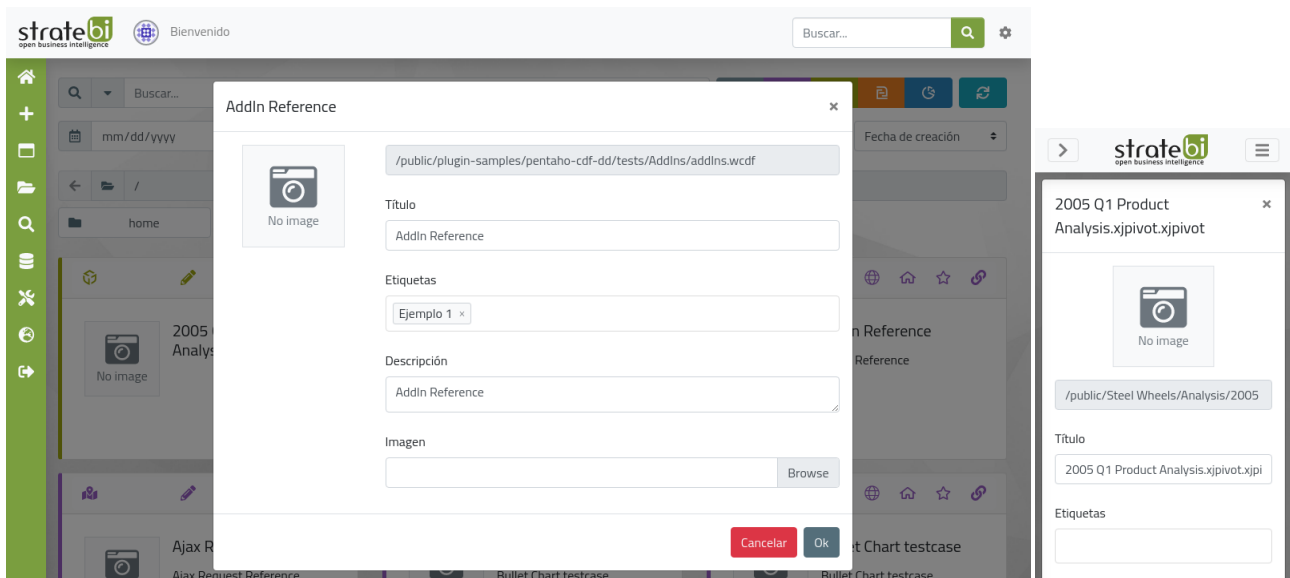 stratebi
open business intelligence
Bienvenido
Buscar...
Buscar...
mm/dd/yyyy
Fecha de creación
/
home
AddIn Reference
×
No image
/public/plugin-samples/pentaho-cdf-dd/tests/AddIns/addIns.wcdf
Título
AddIn Reference
Etiquetas
Ejemplo 1 ×
Descripción
AddIn Reference
Imagen
Browse
Cancelar
Ok
2005
Analys
No image
n Reference
Reference
Ajax R
Ajax Request Reference
Bullet Chart testcase
et Chart testcase
Bullet Chart testcase
stratebi
open business intelligence
2005 Q1 Product
Analysis.xjpivot.xjpivot
×
No image
/public/Steel Wheels/Analysis/2005
Título
2005 Q1 Product Analysis.xjpivot.xjpi
Etiquetas